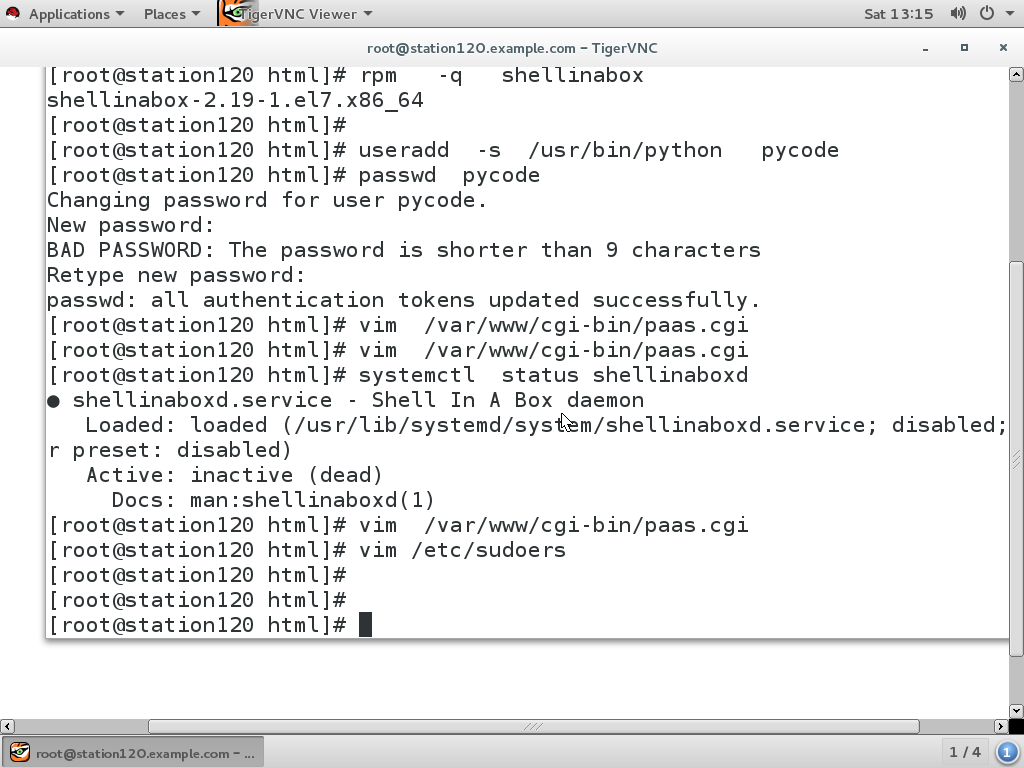 Applications Places TigerVNC Viewer Sat 13:15
root@station120.example.com – TigerVNC
[root@station120 html]# rpm -q shellinabox
shellinabox-2.19-1.el7.x86_64
[root@station120 html]#
[root@station120 html]# useradd -s /usr/bin/python pycode
[root@station120 html]# passwd pycode
Changing password for user pycode.
New password:
BAD PASSWORD: The password is shorter than 9 characters
Retype new password:
passwd: all authentication tokens updated successfully.
[root@station120 html]# vim /var/www/cgi-bin/paas.cgi
[root@station120 html]# vim /var/www/cgi-bin/paas.cgi
[root@station120 html]# systemctl status shellinaboxd
● shellinaboxd.service - Shell In A Box daemon
Loaded: loaded (/usr/lib/systemd/system/shellinaboxd.service; disabled;
r preset: disabled)
Active: inactive (dead)
Docs: man:shellinaboxd(1)
[root@station120 html]# vim /var/www/cgi-bin/paas.cgi
[root@station120 html]# vim /etc/sudoers
[root@station120 html]#
[root@station120 html]#
[root@station120 html]#
root@station120.example.com – ... 1 / 4 1